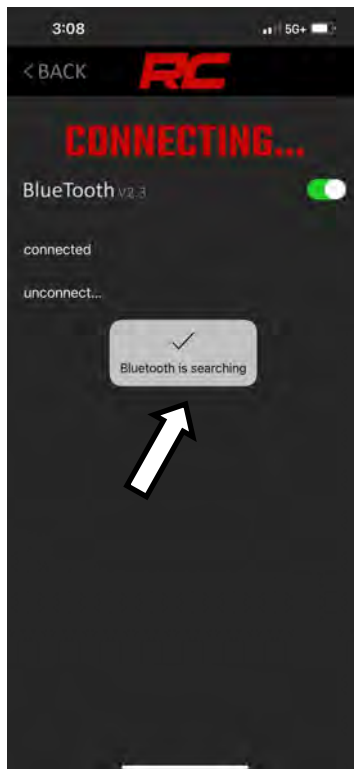 3:08 5G+
< BACK RC
CONNECTING...
BlueTooth v2.3
connected
unconnect...
Bluetooth is searching